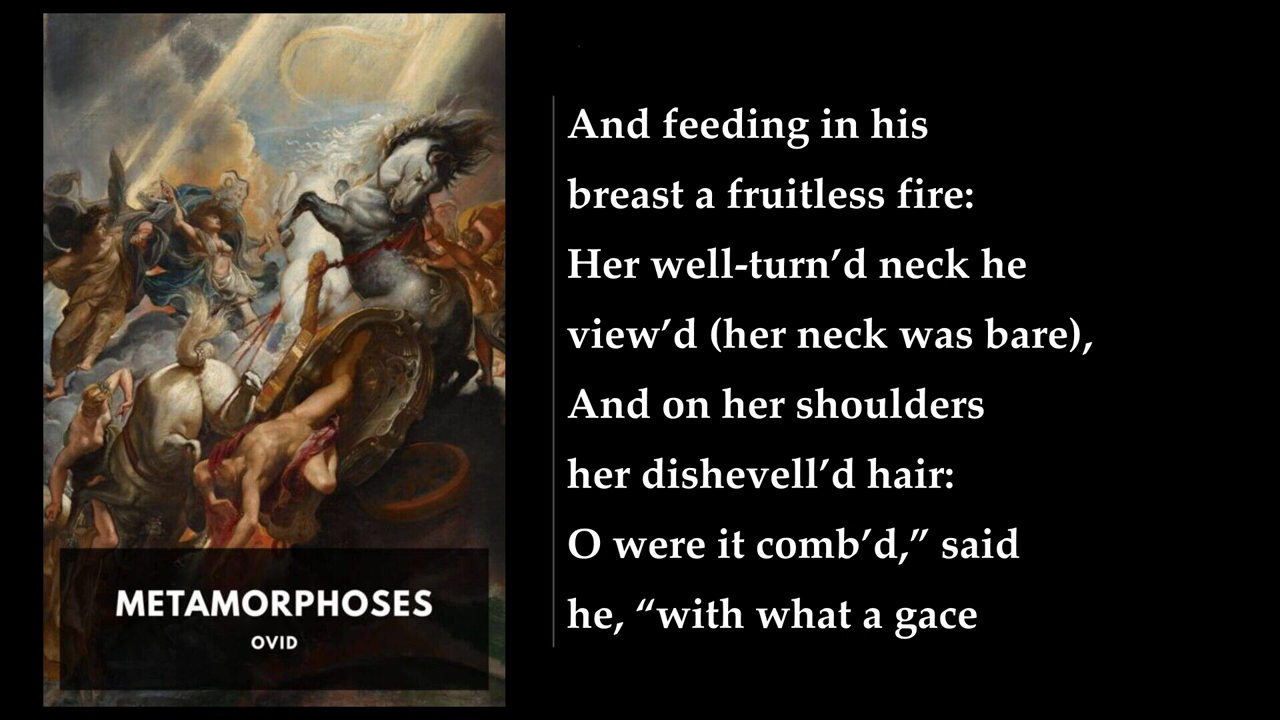 METAMORPHOSES
OVID
And feeding in his
breast a fruitless fire:
Her well-turn’d neck he
view’d (her neck was bare),
And on her shoulders
her dishevell’d hair:
O were it comb’d,” said
he, “with what a gace